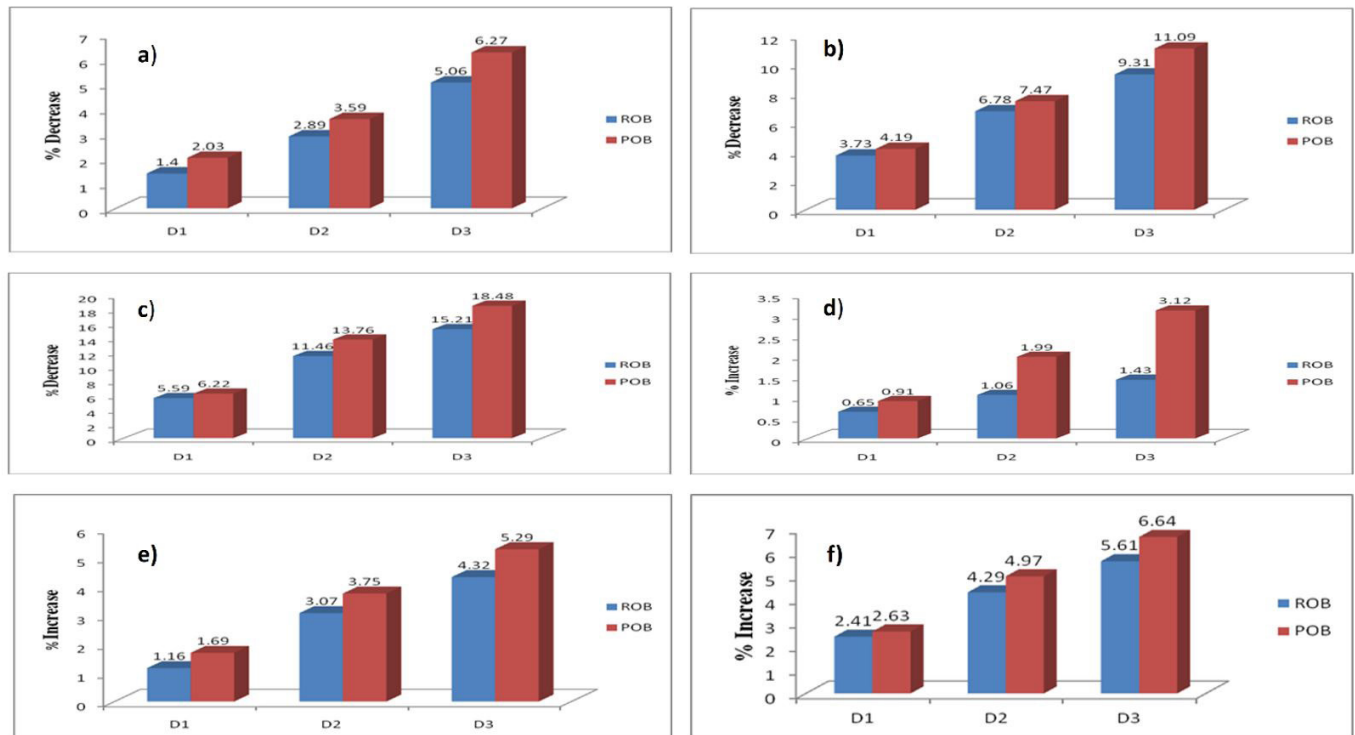 a)
% Decrease
7
6
5
4
3
2
1
0
1.4
2.03
2.89
3.59
5.06
6.27
D1
D2
D3
ROB
POB
b)
% Decrease
12
10
8
6
4
2
0
3.73
4.19
6.78
7.47
9.31
11.09
D1
D2
D3
ROB
POB
c)
% Decrease
20
18
16
14
12
10
8
6
4
2
0
5.59
6.22
11.46
13.76
15.21
18.48
D1
D2
D3
ROB
POB
d)
% Increase
3.5
3
2.5
2
1.5
1
0.5
0
0.65
0.91
1.06
1.99
1.43
3.12
D1
D2
D3
ROB
POB
e)
% Increase
6
5
4
3
2
1
0
1.16
1.69
3.07
3.75
4.32
5.29
D1
D2
D3
ROB
POB
f)
% Increase
7
6
5
4
3
2
1
0
2.41
2.63
4.29
4.97
5.61
6.64
D1
D2
D3
ROB
POB